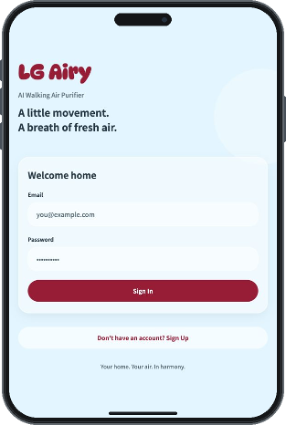 LG Airy
AI Walking Air Purifier
A little movement.
A breath of fresh air.
Welcome home
Email
you@example.com
Password
••••••••••
Sign In
Don't have an account? Sign Up
Your home. Your air. In harmony.